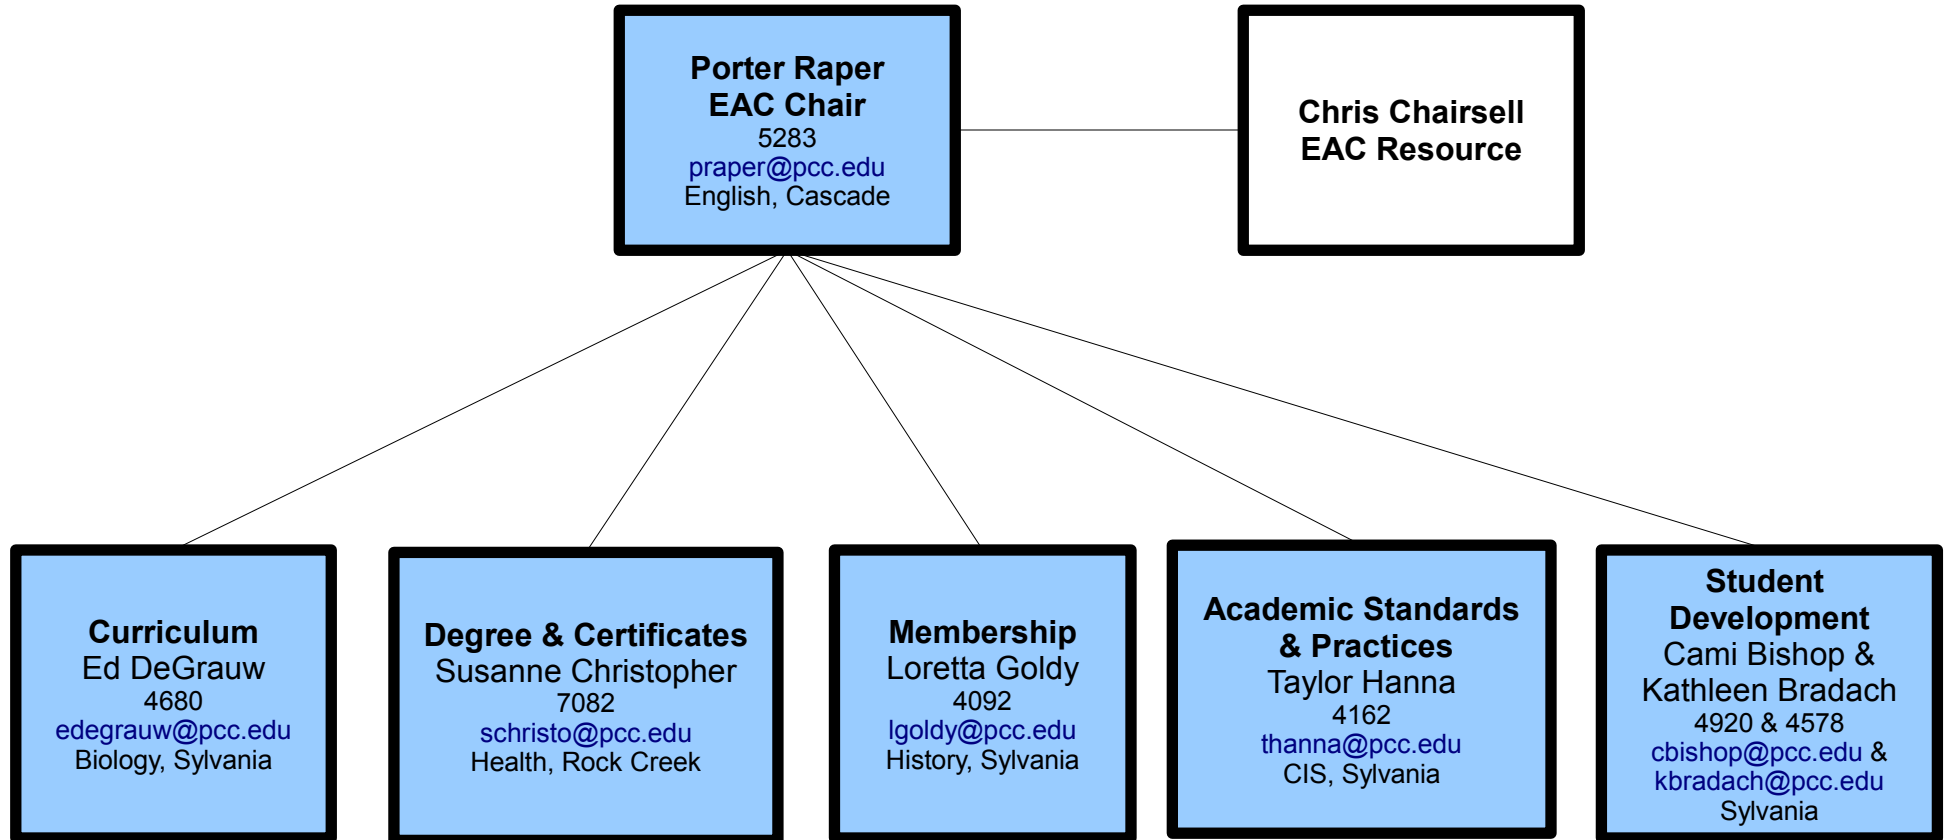 Porter Raper
EAC Chair
5283
praper@pcc.edu
English, Cascade
Chris Chairsell
EAC Resource
Curriculum
Ed DeGrauw
4680
edegrauw@pcc.edu
Biology, Sylvania
Degree & Certificates
Susanne Christopher
7082
schristo@pcc.edu
Health, Rock Creek
Membership
Loretta Goldy
4092
lgoldy@pcc.edu
History, Sylvania
Academic Standards
& Practices
Taylor Hanna
4162
thanna@pcc.edu
CIS, Sylvania
Student
Development
Cami Bishop &
Kathleen Bradach
4920 & 4578
cbishop@pcc.edu &
kbradach@pcc.edu
Sylvania